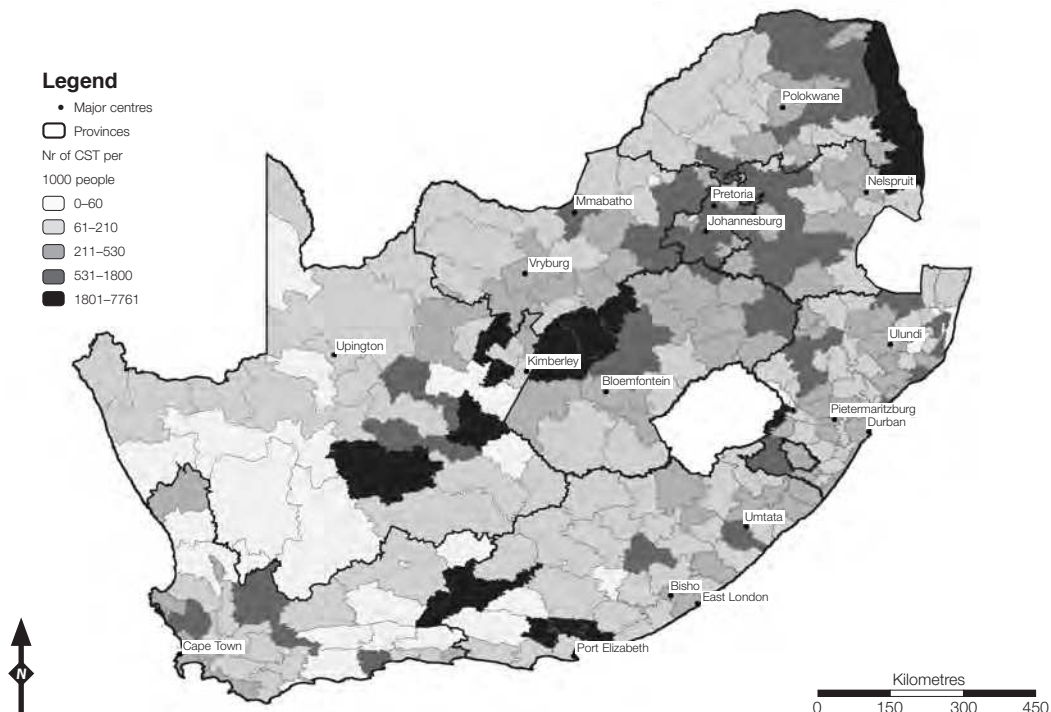 Legend
Major centres
Provinces
Nr of CST per
1000 people
0–60
61–210
211–530
531–1800
1801–7761
Polokwane
Nelspruit
Pretoria
Mmabatho
Johannesburg
Vryburg
Ulundi
Upington
Kimberley
Bloemfontein
Pietermaritzburg
Durban
Umtata
Bisho
East London
Port Elizabeth
Cape Town
N
Kilometres
0 150 300 450